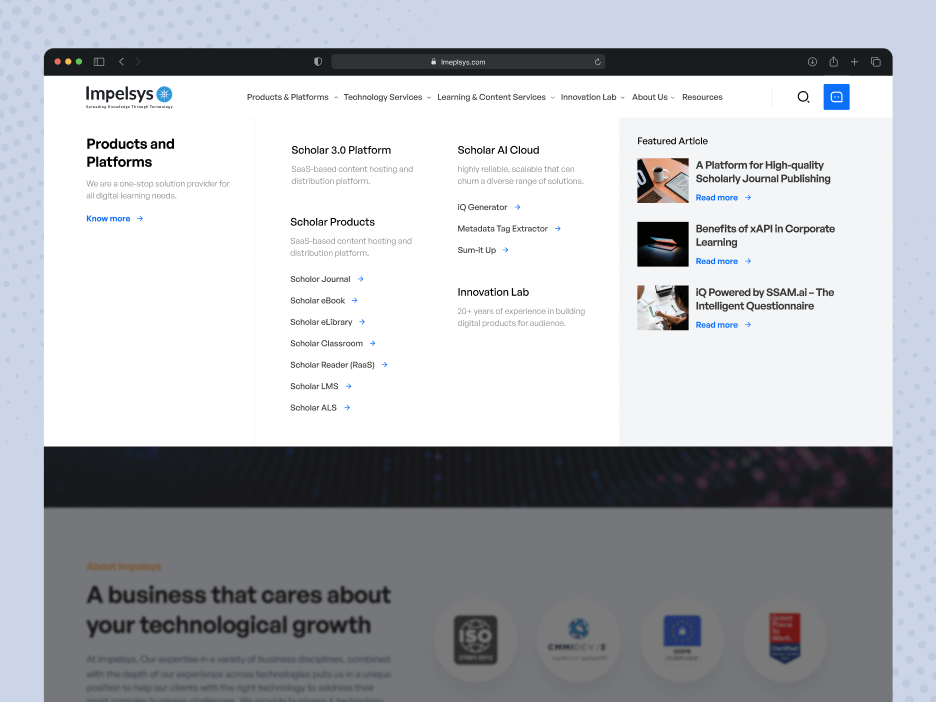 Imeplsys.com
Impelsys
Spreading Knowledge Through Technology
Products & Platforms
Technology Services
Learning & Content Services
Innovation Lab
About Us
Resources
Products and
Platforms
We are a one-stop solution provider for
all digital learning needs.
Know more
Scholar 3.0 Platform
SaaS-based content hosting and
distribution platform.
Scholar Products
SaaS-based content hosting and
distribution platform.
Scholor Journal
Scholar eBook
Scholar eLibrary
Scholar Classroom
Scholar Reader (RaaS)
Scholar LMS
Scholar ALS
Scholar AI Cloud
highly reliable, scalable that can
churn a diverse range of solutions.
iQ Generator
Metadata Tag Extractor
Sum-it Up
Innovation Lab
20+ years of experience in building
digital products for audience.
Featured Article
A Platform for High-quality
Scholarly Journal Publishing
Read more
Benefits of xAPI in Corporate
Learning
Read more
iQ Powered by SSAM.ai – The
Intelligent Questionnaire
Read more
About Impelsys
A business that cares about
your technological growth
At Impelsys, Our expertise in a variety of business disciplines, combined
with the depth of our experience across technologies puts us in a unique
position to help our clients with the right technology to address their
ISO
CMMIDEV/3
GDPR
Great
Place
To
Work.
Certified